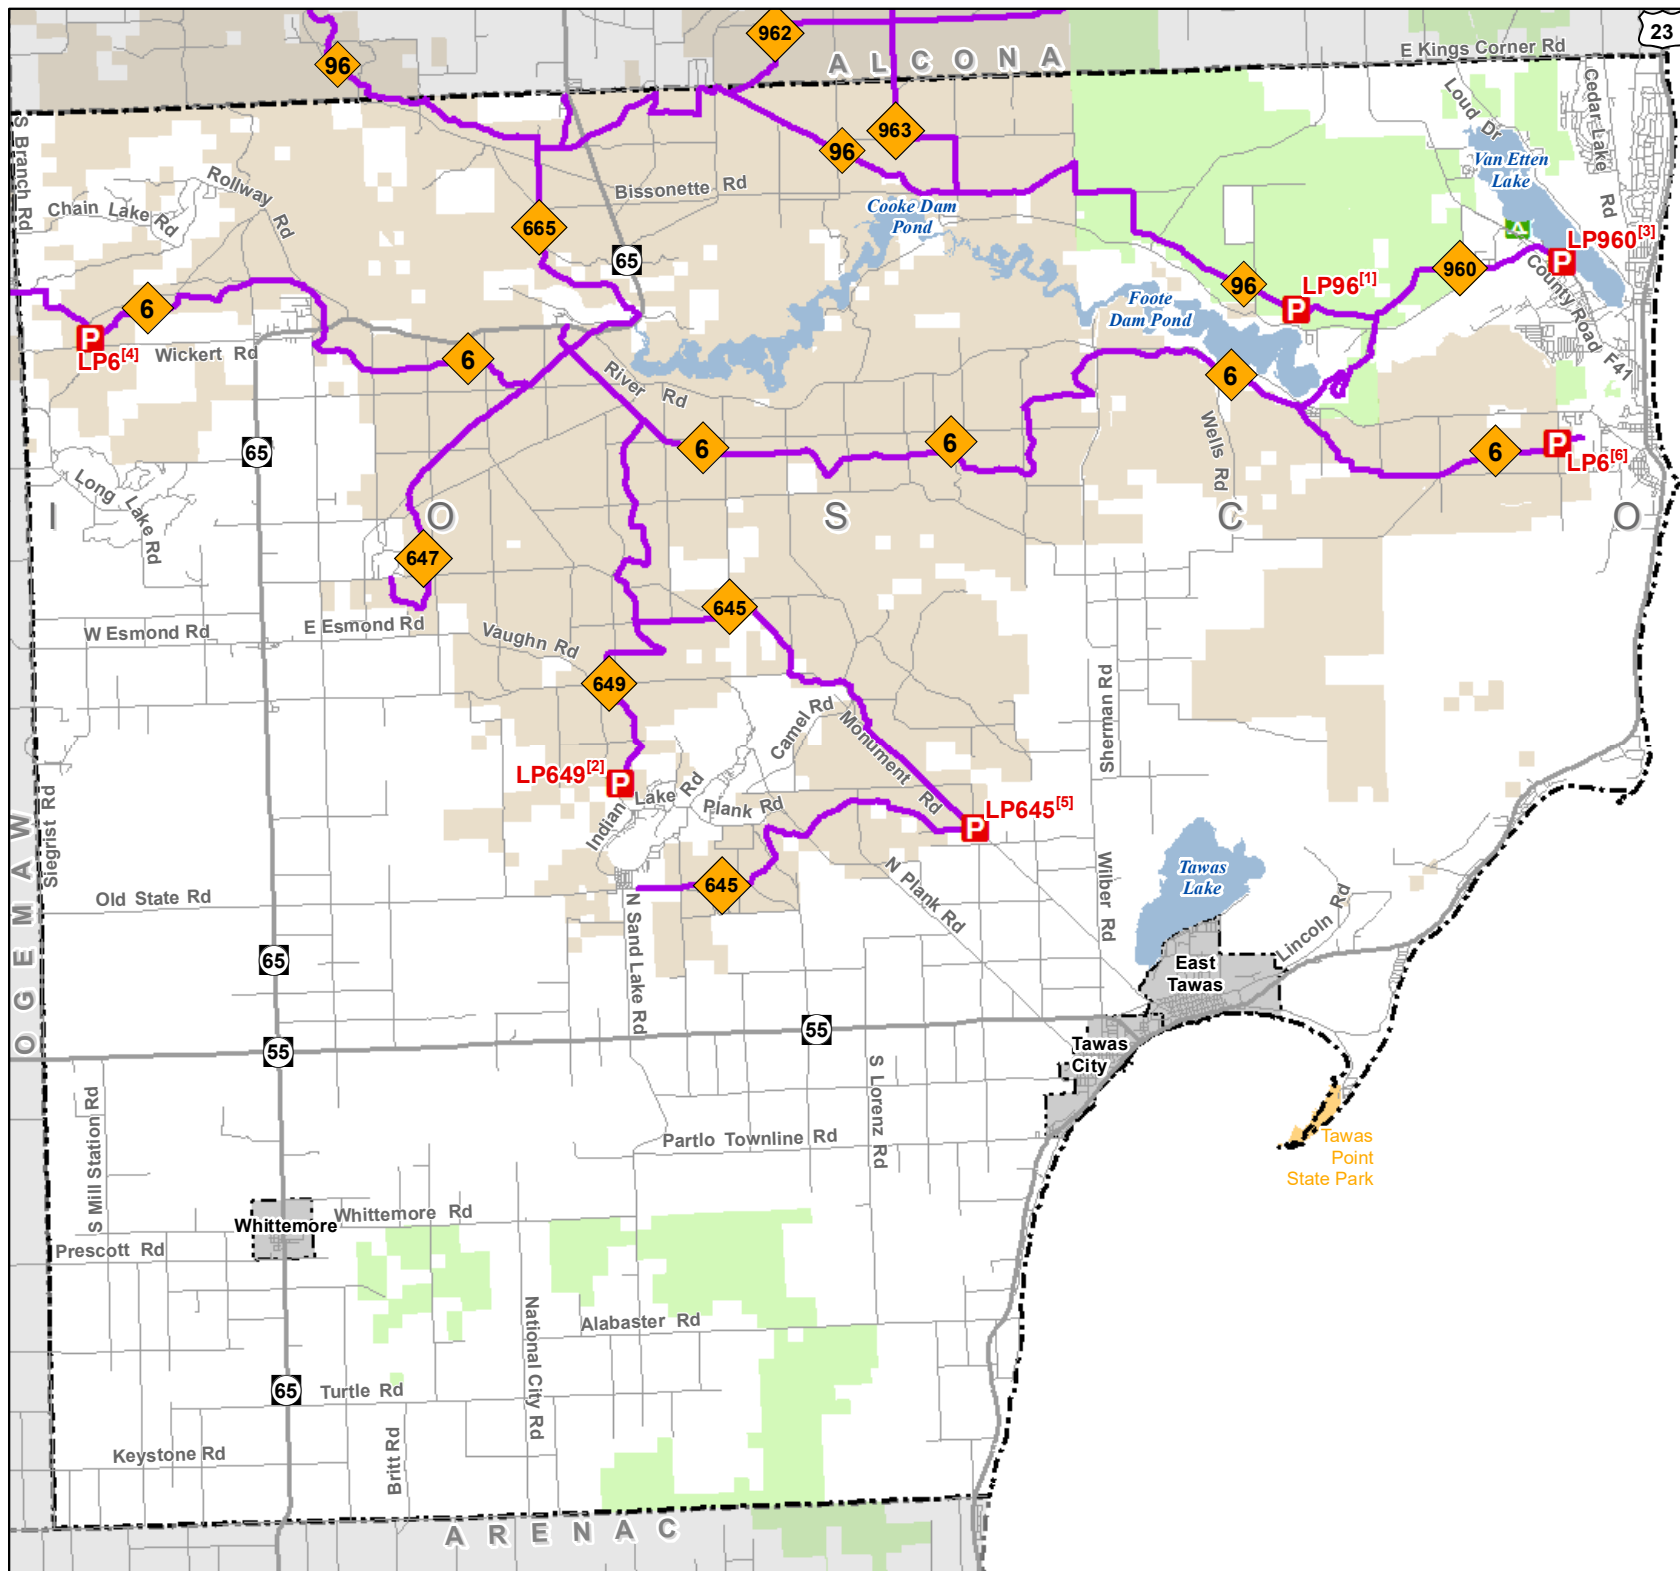 23
962
E Kings Corner Rd
ALCONA
96
Loud Dr
Cedar Lake Rd
963
S Branch Rd
96
Van Etten
Lake
Rollway Rd
Bissonette Rd
Chain Lake Rd
Cooke Dam
Pond
665
65
LP960[3]
P
960
County Road F41
96
LP96[1]
P
6
Foote
Dam Pond
P
LP6[4]
Wickert Rd
6
River Rd
6
Wells Rd
6
6
6
P
LP6[6]
65
Long Lake Rd
IOSCO
647
645
W Esmond Rd
E Esmond Rd
Vaughn Rd
649
Sherman Rd
Camel Rd
Monument Rd
LP649[2]
P
Indian Lake Rd
Plank Rd
LP645[5]
P
Siegrist Rd
OGEMAW
645
N Plank Rd
Wilber Rd
Tawas
Lake
Old State Rd
N Sand Lake Rd
Lincoln Rd
65
East
Tawas
55
55
Tawas
City
S Lorenz Rd
S Mill Station Rd
Partlo Townline Rd
Tawas
Point
State Park
Whittemore
Whittemore Rd
Prescott Rd
National City Rd
Alabaster Rd
65
Turtle Rd
Britt Rd
Keystone Rd
ARENAC